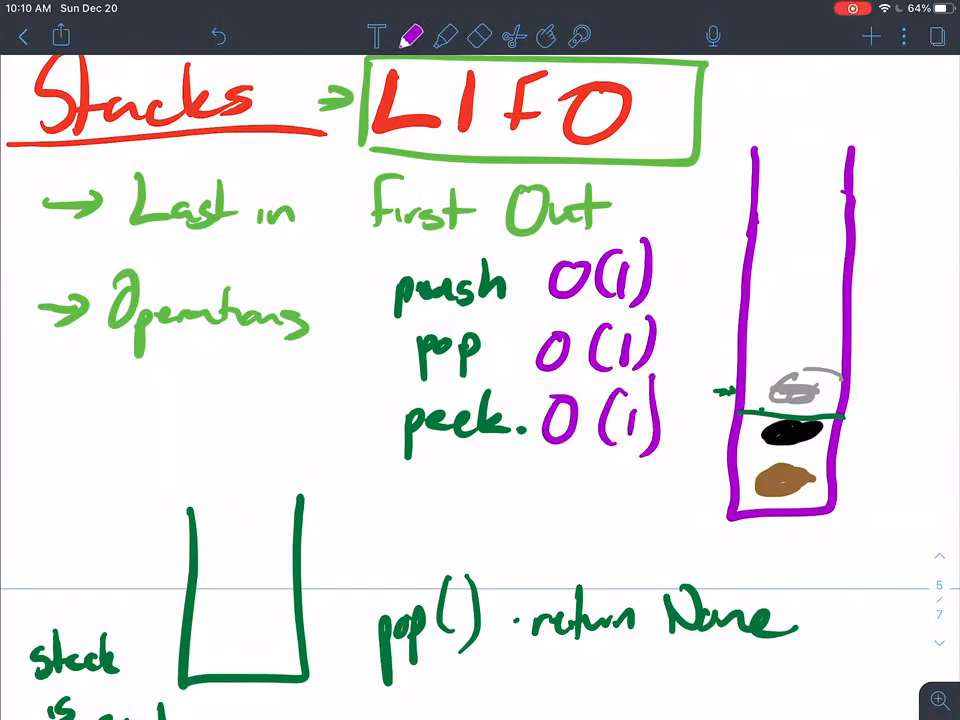 10:10 AM Sun Dec 20
64%
T
Stacks → LIFO
→ Last in First Out
→ Operations
push O(1)
pop O(1)
peek. O(1)
pop() · return None
stack
is
5
7